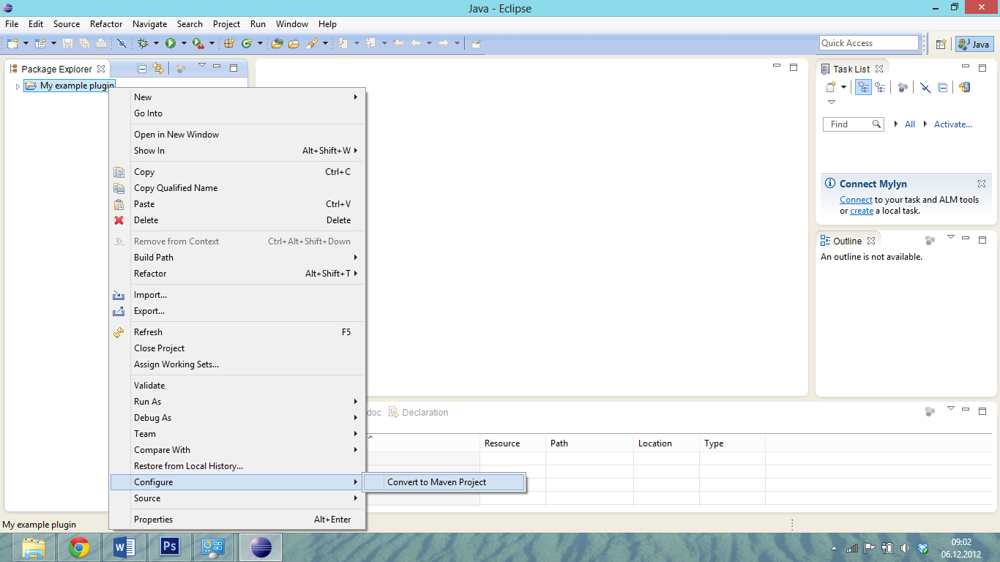 Java - Eclipse
File Edit Source Refactor Navigate Search Project Run Window Help
Quick Access
Java
Package Explorer
My example plugin
New
Go Into
Open in New Window
Show In Alt+Shift+W
Copy Ctrl+C
Copy Qualified Name
Paste Ctrl+V
Delete Delete
Remove from Context Ctrl+Alt+Shift+Down
Build Path
Refactor Alt+Shift+T
Import...
Export...
Refresh F5
Close Project
Assign Working Sets...
Validate
Run As
Debug As
Team
Compare With
Restore from Local History...
Configure
Convert to Maven Project
Source
Properties Alt+Enter
Task List
Find
All
Activate...
Connect Mylyn
Connect to your task and ALM tools
or create a local task.
Outline
An outline is not available.
doc Declaration
Resource Path Location Type
My example plugin
W
Ps
09:02
06.12.2012